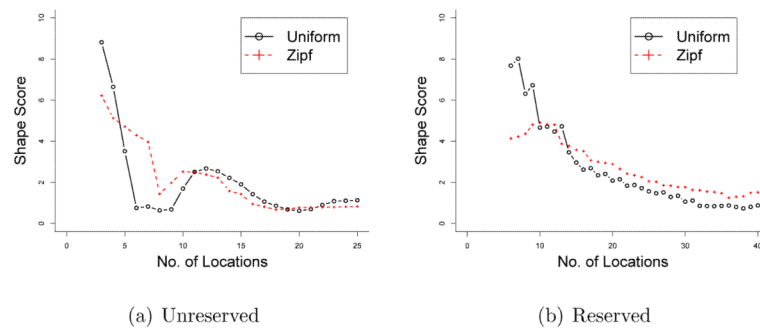 10
8
6
4
2
0
Shape Score
Uniform
Zipf
0 5 10 15 20 25
No. of Locations
(a) Unreserved
10
8
6
4
2
0
Shape Score
Uniform
Zipf
0 10 20 30 40
No. of Locations
(b) Reserved